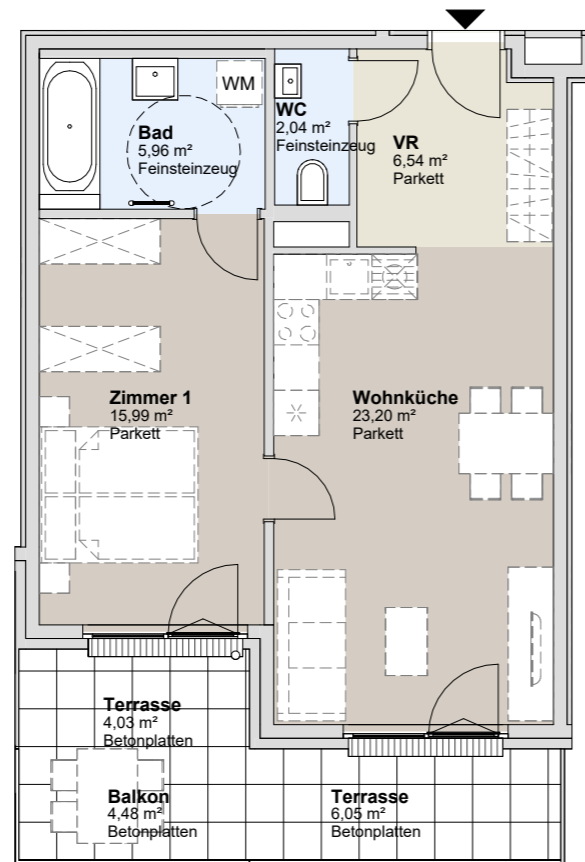 WM
Bad
5,96 m²
Feinsteinzeug
WC
2,04 m²
Feinsteinzeug
VR
6,54 m²
Parkett
Zimmer 1
15,99 m²
Parkett
Wohnküche
23,20 m²
Parkett
Terrasse
4,03 m²
Betonplatten
Balkon
4,48 m²
Betonplatten
Terrasse
6,05 m²
Betonplatten